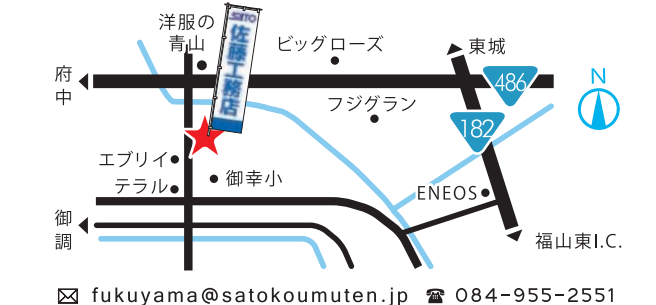 洋服の
青山
SATO
佐藤工務店
ビッグローズ
東城
府
中
486
N
フジグラン
182
エブリイ
テラル
御幸小
ENEOS
御
調
福山東I.C.
fukuyama@satokoumuten.jp 084-955-2551